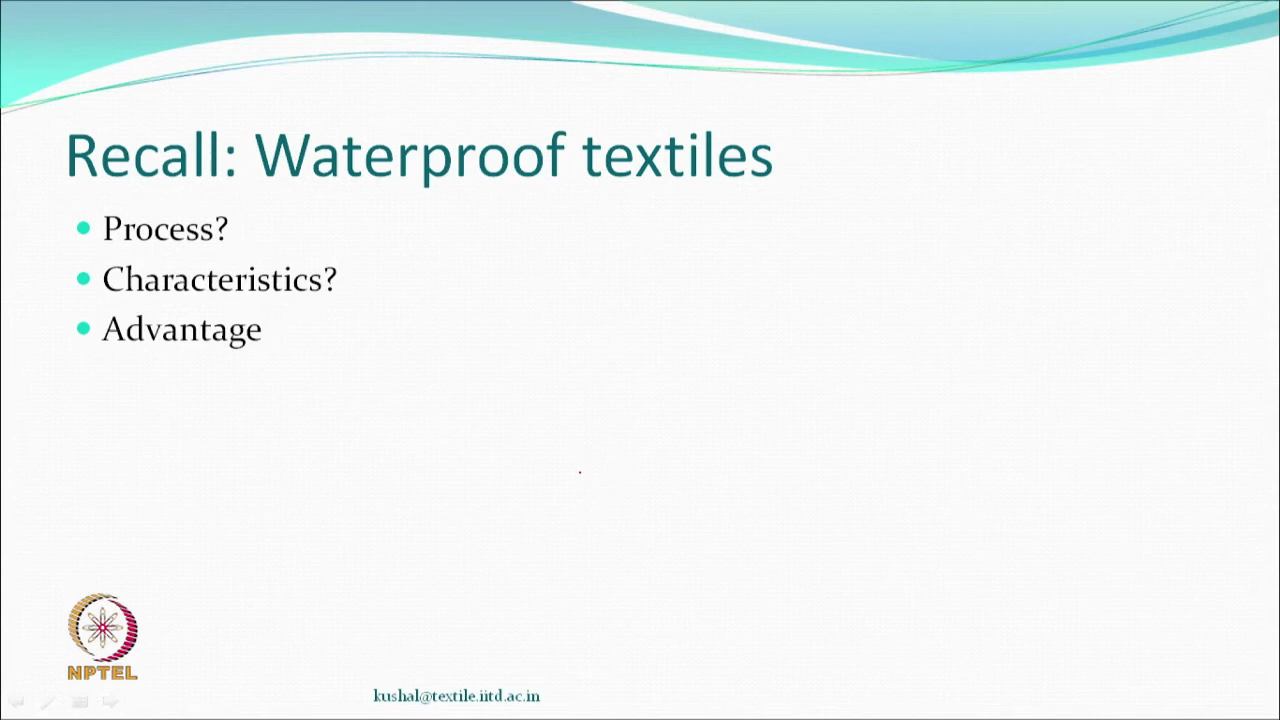 Recall: Waterproof textiles
Process?
Characteristics?
Advantage
NPTEL
kushal@textile.iitd.ac.in